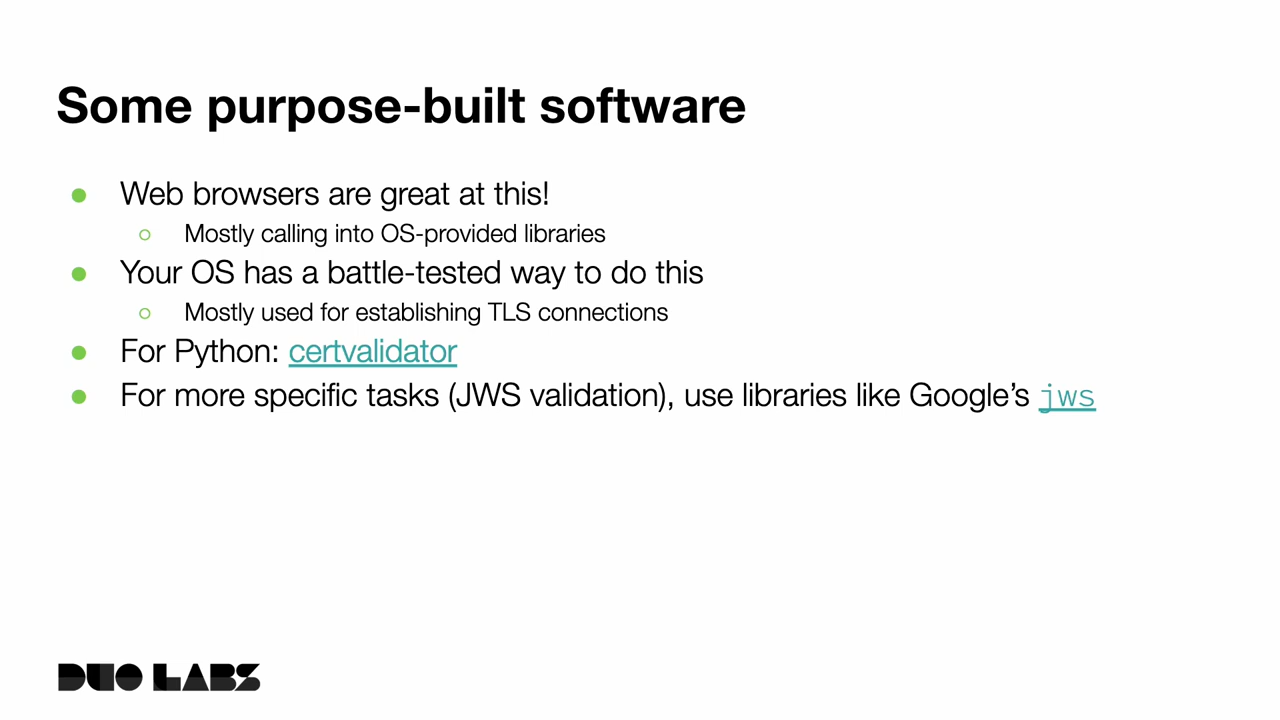 Some purpose-built software
● Web browsers are great at this!
○ Mostly calling into OS-provided libraries
● Your OS has a battle-tested way to do this
○ Mostly used for establishing TLS connections
● For Python: certvalidator
● For more specific tasks (JWS validation), use libraries like Google’s jws
DUO LABS